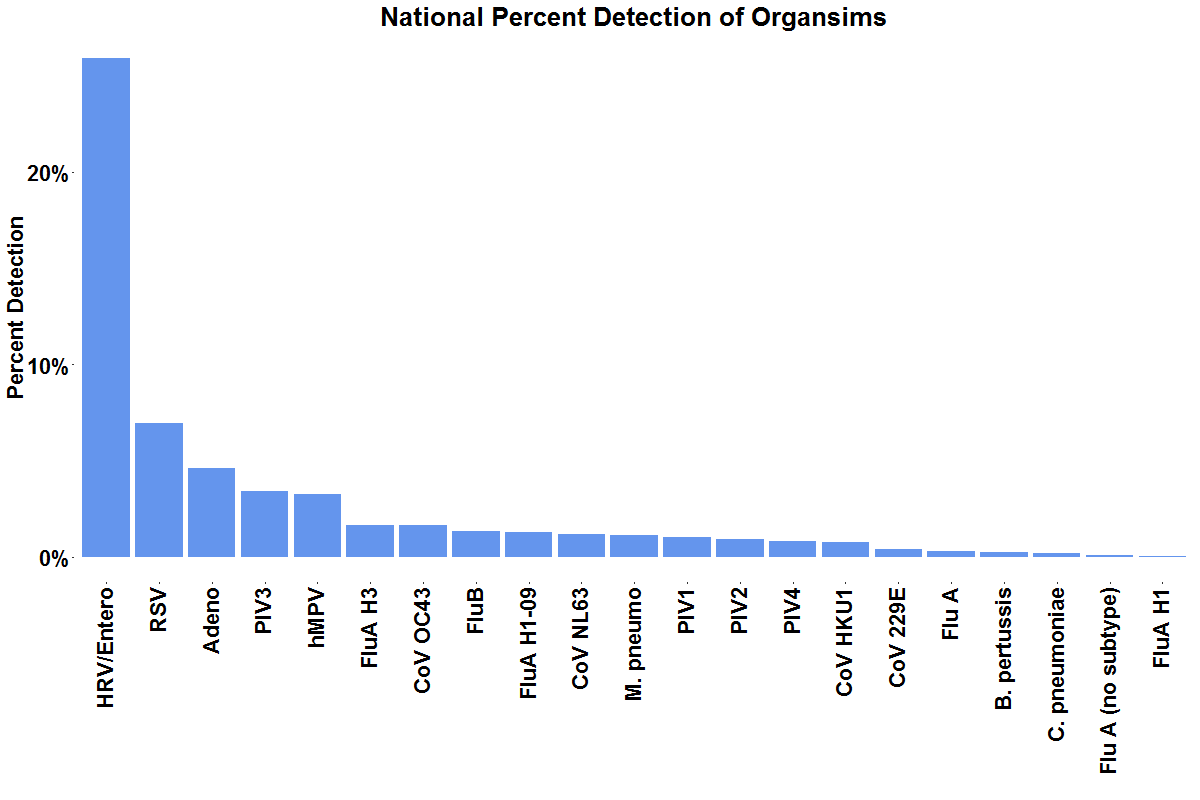 National Percent Detection of Organsims
Percent Detection
20%
10%
0%
HRV/Entero
RSV
Adeno
PIV3
hMPV
FluA H3
CoV OC43
FluB
FluA H1-09
CoV NL63
M. pneumo
PIV1
PIV2
PIV4
CoV HKU1
CoV 229E
Flu A
B. pertussis
C. pneumoniae
Flu A (no subtype)
FluA H1